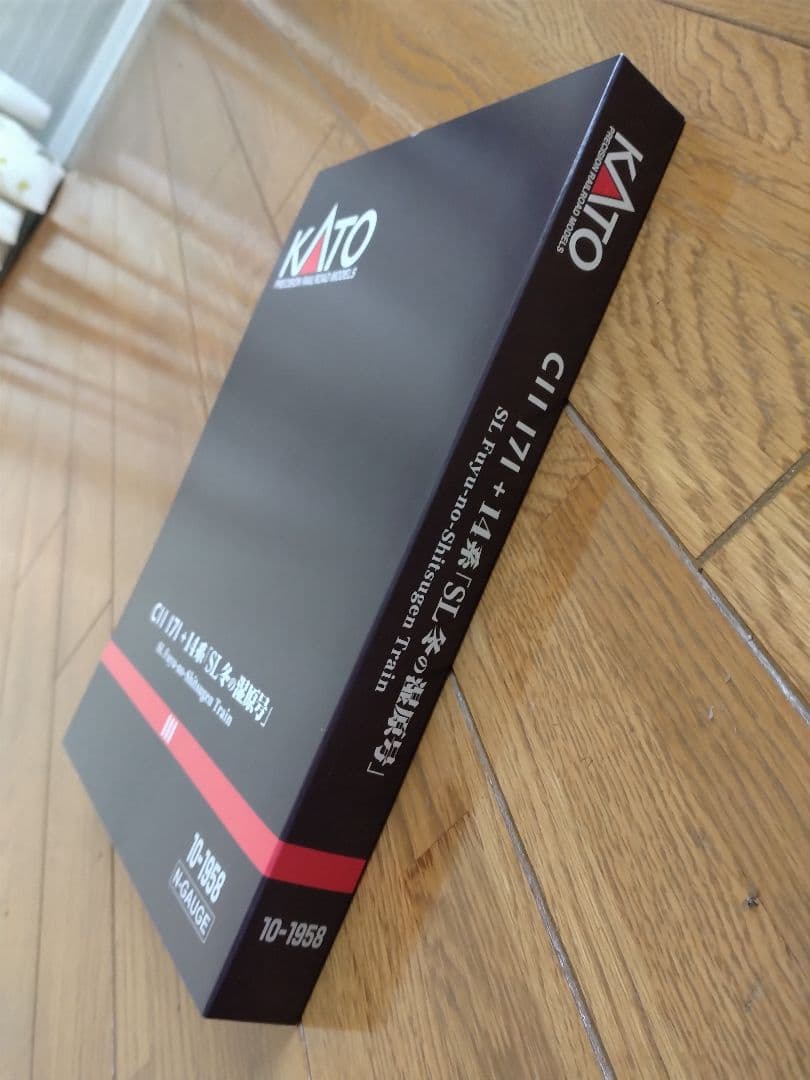 KATO
PRECISION RAILROAD MODELS
C11 171 + 14系「SL冬の湿原号」
SL Fuyu-no-Shitsugen Train
10-1958
N-GAUGE
KATO
PRECISION RAILROAD MODELS
C11 171 + 14系「SL冬の湿原号」
SL Fuyu-no-Shitsugen Train
10-1958